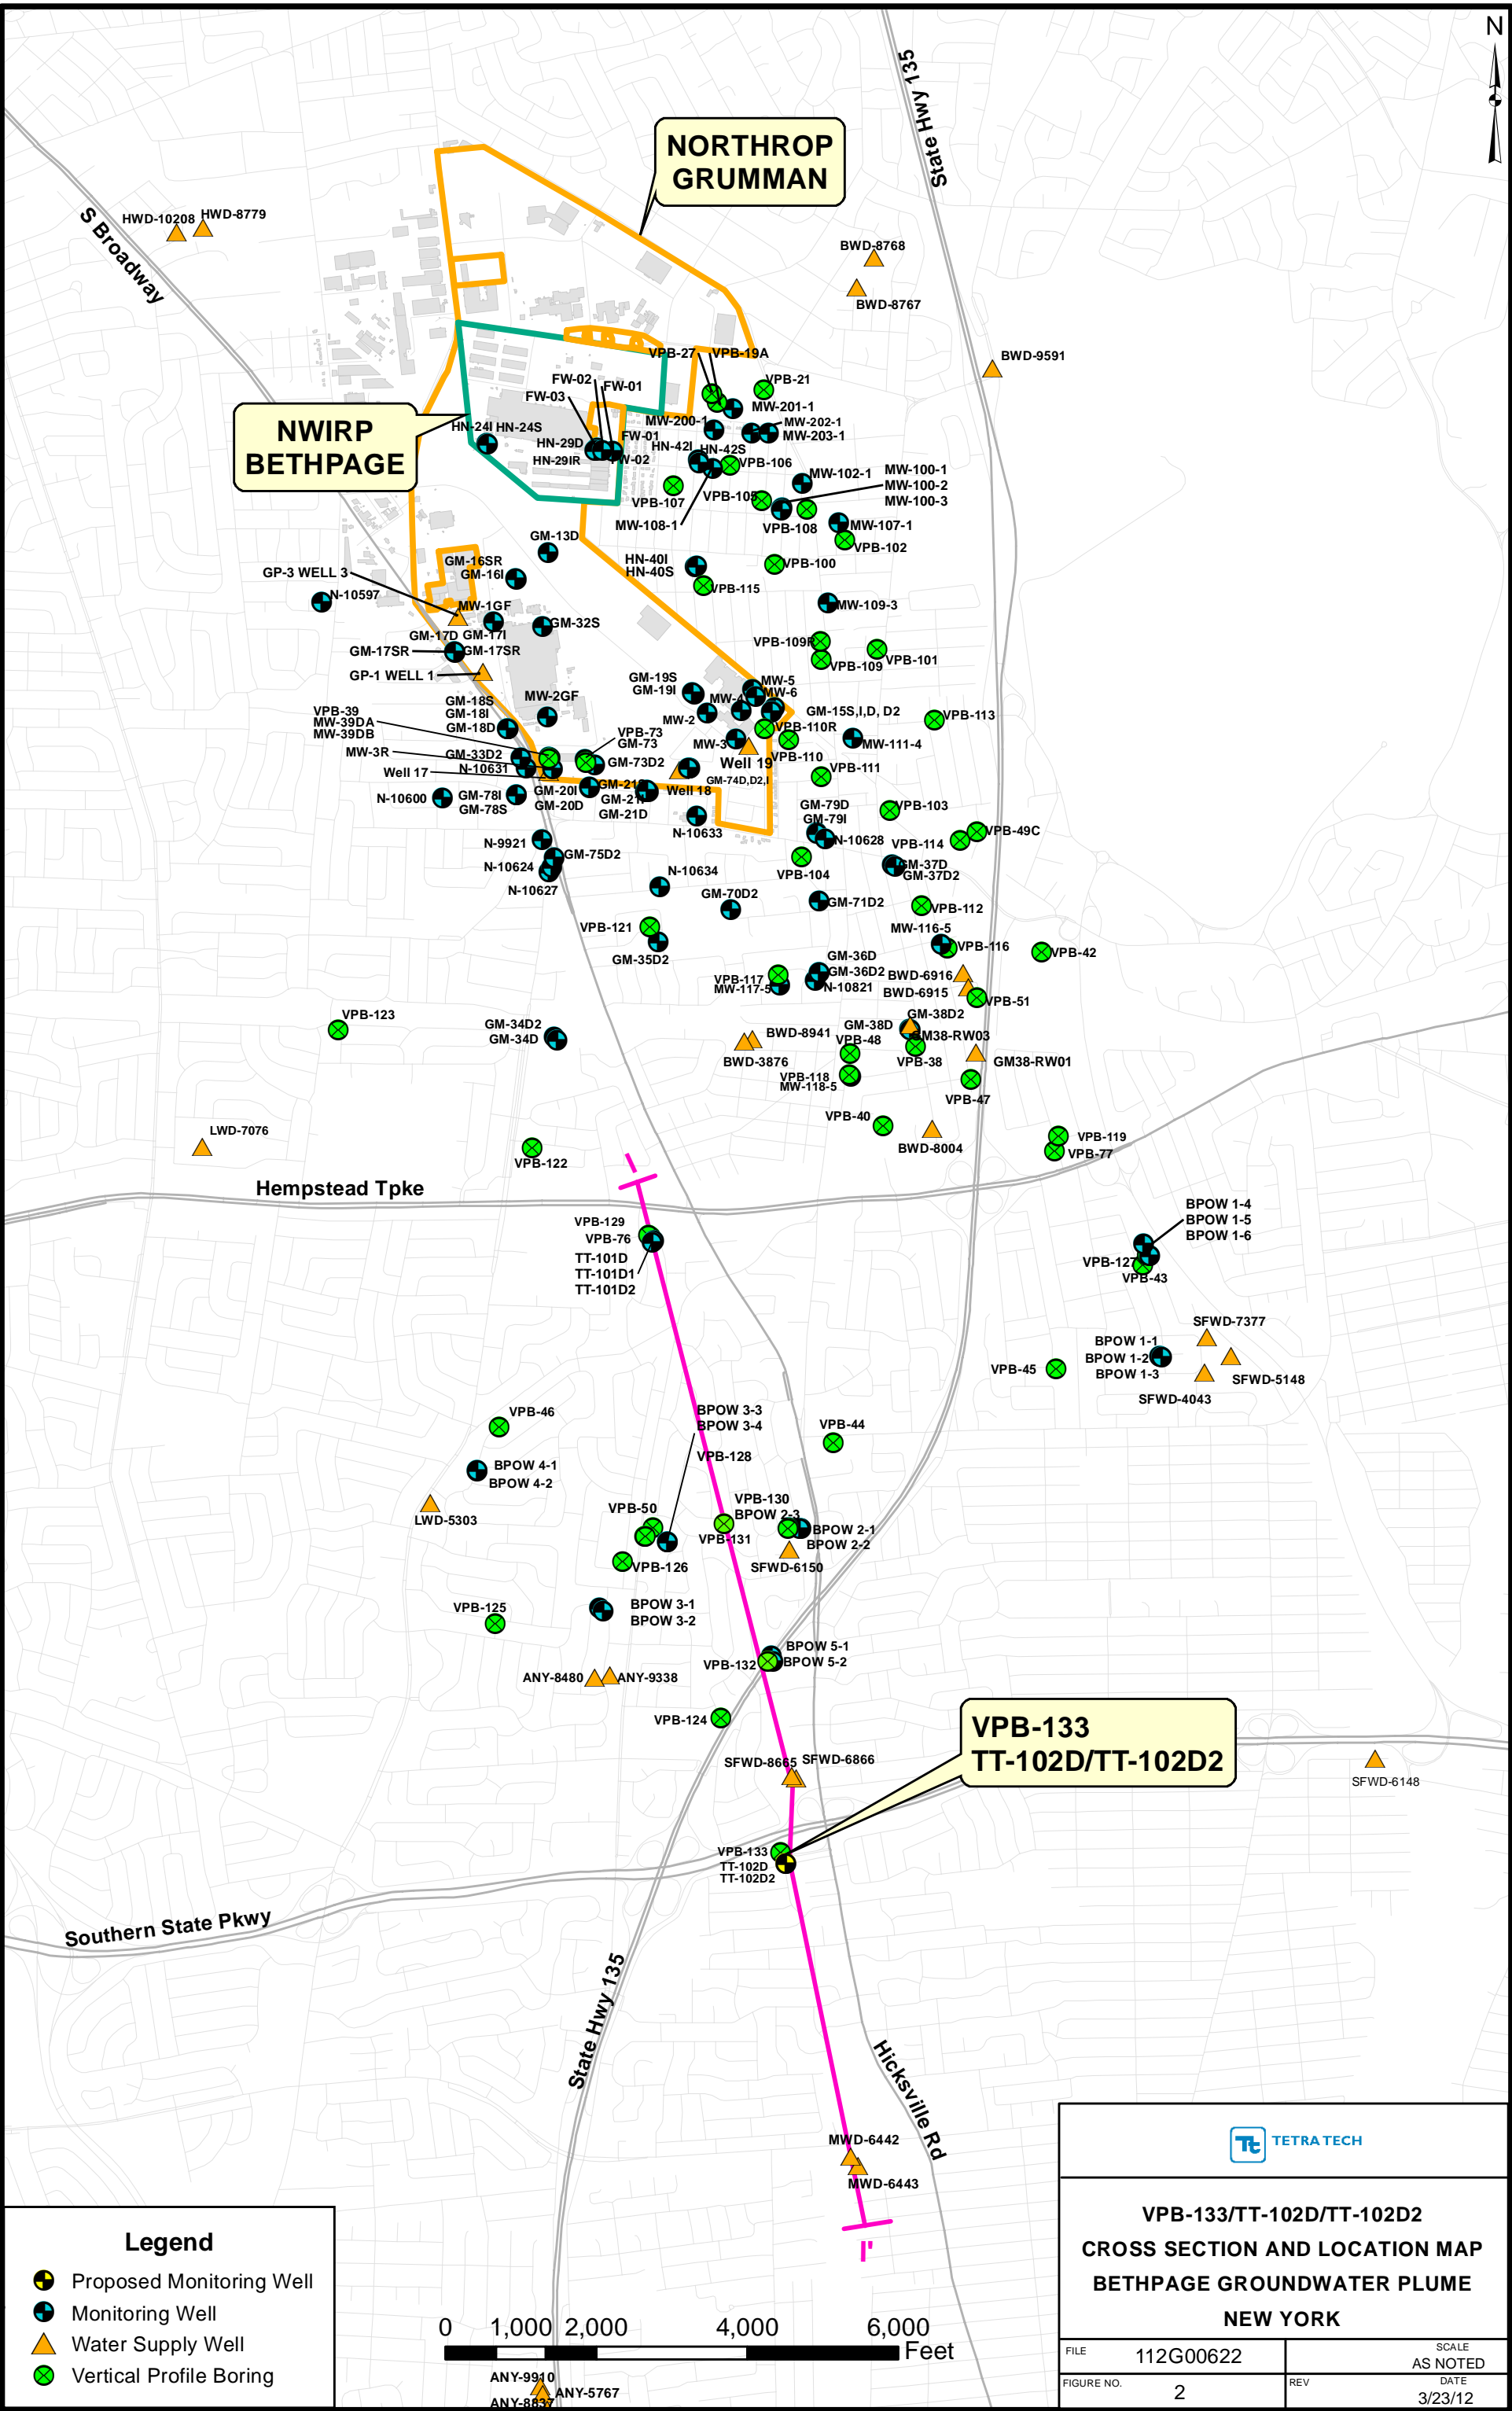 N
State Hwy 135
NORTHROP
GRUMMAN
HWD-10208
HWD-8779
S Broadway
BWD-8768
BWD-8767
BWD-9591
VPB-27
VPB-19A
VPB-21
FW-02
FW-01
FW-03
MW-201-1
MW-200-1
MW-202-1
MW-203-1
NWIRP
BETHPAGE
HN-24I
HN-24S
HN-29D
HN-29IR
FW-01
FW-02
HN-42I
HN-42S
VPB-106
MW-102-1
MW-100-1
MW-100-2
MW-100-3
VPB-107
VPB-105
VPB-108
MW-108-1
MW-107-1
VPB-102
GM-13D
GM-16SR
GM-16I
HN-40I
HN-40S
VPB-100
VPB-115
GP-3 WELL 3
N-10597
MW-1GF
MW-109-3
GM-17D
GM-17I
GM-32S
GM-17SR
GM-17SR
VPB-109R
VPB-109
VPB-101
GP-1 WELL 1
GM-19S
GM-19I
MW-5
MW-6
MW-4
GM-18S
GM-18I
GM-18D
MW-2GF
MW-2
GM-15S,I,D, D2
VPB-113
VPB-39
MW-39DA
MW-39DB
VPB-73
GM-73
MW-3
VPB-110R
VPB-110
MW-111-4
MW-3R
GM-33D2
GM-73D2
Well 19
Well 17
N-10631
GM-74D,D2,I
VPB-111
N-10600
GM-78I
GM-78S
GM-20I
GM-20D
GM-21S
GM-21I
GM-21D
Well 18
GM-79D
GM-79I
VPB-103
N-10633
N-10628
VPB-114
VPB-49C
N-9921
GM-75D2
N-10624
N-10627
N-10634
VPB-104
GM-37D
GM-37D2
GM-70D2
GM-71D2
VPB-112
VPB-121
GM-35D2
MW-116-5
VPB-116
VPB-42
GM-36D
GM-36D2
N-10821
VPB-117
MW-117-5
BWD-6916
BWD-6915
VPB-51
VPB-123
GM-34D2
GM-34D
BWD-8941
BWD-3876
GM-38D2
GM-38D
GM38-RW03
VPB-48
VPB-38
GM38-RW01
VPB-118
MW-118-5
VPB-47
VPB-40
LWD-7076
VPB-122
BWD-8004
VPB-119
VPB-77
I
Hempstead Tpke
VPB-129
VPB-76
TT-101D
TT-101D1
TT-101D2
BPOW 1-4
BPOW 1-5
BPOW 1-6
VPB-127
VPB-43
SFWD-7377
BPOW 1-1
BPOW 1-2
BPOW 1-3
SFWD-5148
SFWD-4043
VPB-45
VPB-46
BPOW 3-3
BPOW 3-4
VPB-44
BPOW 4-1
BPOW 4-2
VPB-128
LWD-5303
VPB-50
VPB-130
BPOW 2-3
VPB-131
BPOW 2-1
BPOW 2-2
SFWD-6150
VPB-126
VPB-125
BPOW 3-1
BPOW 3-2
BPOW 5-1
BPOW 5-2
VPB-132
ANY-8480
ANY-9338
VPB-124
VPB-133
TT-102D/TT-102D2
SFWD-8665
SFWD-6866
SFWD-6148
VPB-133
TT-102D
TT-102D2
Southern State Pkwy
State Hwy 135
Hicksville Rd
MWD-6442
MWD-6443
I'
Legend
Proposed Monitoring Well
Monitoring Well
Water Supply Well
Vertical Profile Boring
0 1,000 2,000 4,000 6,000
Feet
ANY-9910
ANY-5767
ANY-8837
Tt TETRA TECH
VPB-133/TT-102D/TT-102D2
CROSS SECTION AND LOCATION MAP
BETHPAGE GROUNDWATER PLUME
NEW YORK
FILE 112G00622
SCALE
AS NOTED
FIGURE NO. 2
REV
DATE
3/23/12